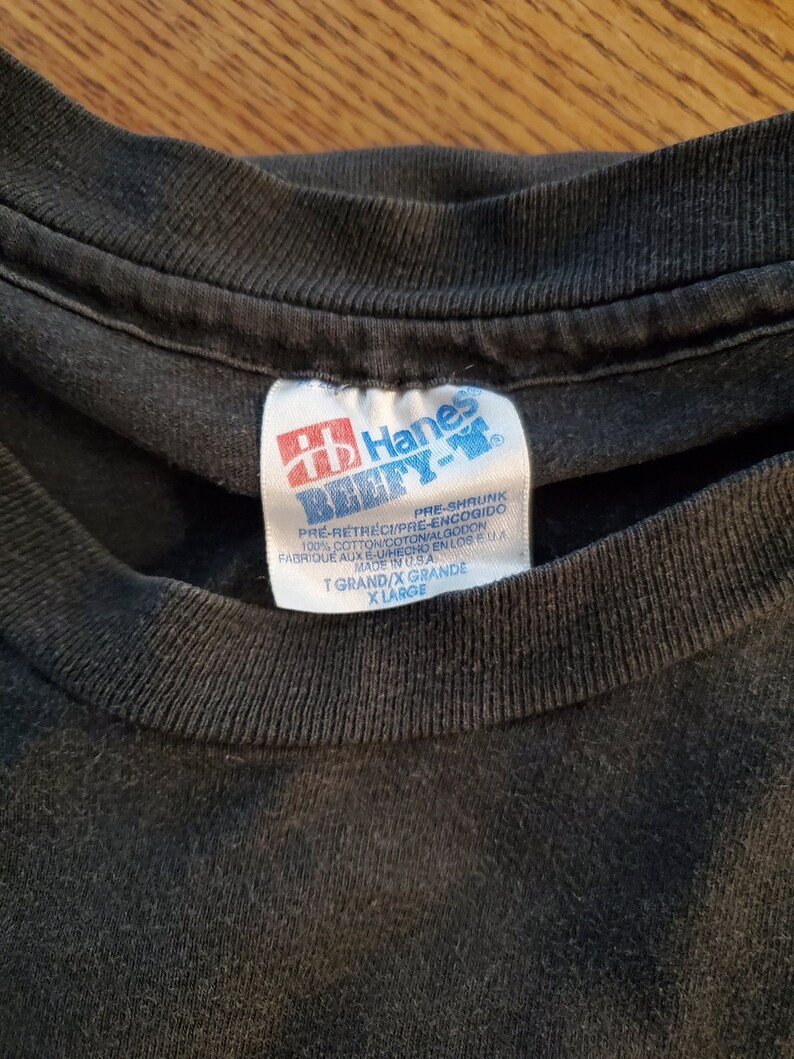 Hanes®
BEEFY-T®
PRE-SHRUNK
PRÉ-RÉTRÉCI/PRE-ENCOGIDO
100% COTTON/COTON/ALGODON
FABRIQUÉ AUX E-U/HECHO EN LOS E.U.A.
MADE IN U.S.A.
T GRAND/X GRANDE
X LARGE